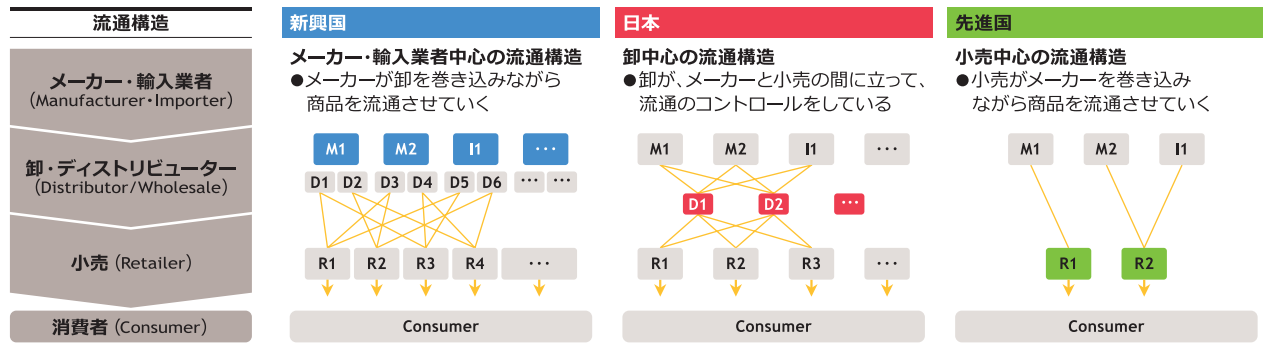 流通構造
メーカー・輸入業者
(Manufacturer・Importer)
卸・ディストリビューター
(Distributor/Wholesale)
小売 (Retailer)
消費者 (Consumer)
新興国
メーカー・輸入業者中心の流通構造
●メーカーが卸を巻き込みながら
商品を流通させていく
M1 M2 I1 ･･･
D1 D2 D3 D4 D5 D6 ･･･ ･･･
R1 R2 R3 R4 ･･･
Consumer
日本
卸中心の流通構造
●卸が、メーカーと小売の間に立って、
流通のコントロールをしている
M1 M2 I1 ･･･
D1 D2 ･･･
R1 R2 R3 ･･･
Consumer
先進国
小売中心の流通構造
●小売がメーカーを巻き込み
ながら商品を流通させていく
M1 M2 I1
R1 R2
Consumer